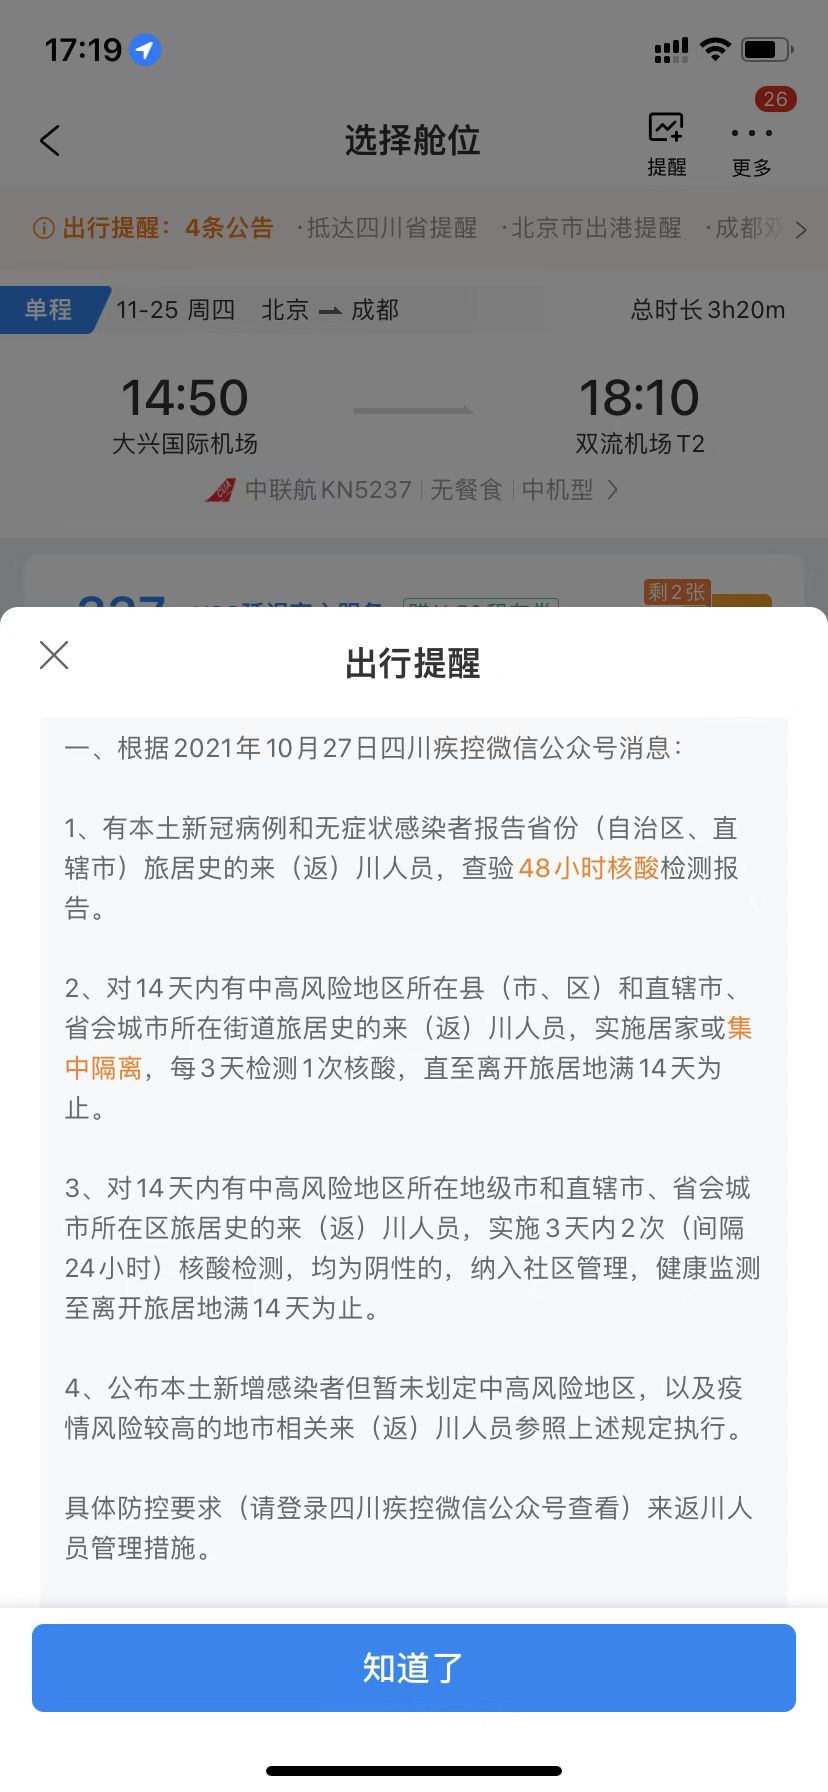 17:19
26
选择舱位
提醒
更多
出行提醒：4条公告 ·抵达四川省提醒 ·北京市出港提醒 ·成都双
单程 11-25 周四 北京 成都 总时长3h20m
14:50 18:10
大兴国际机场 双流机场T2
中联航KN5237 无餐食 中机型
剩2张
出行提醒
一、根据2021年10月27日四川疾控微信公众号消息：
1、有本土新冠病例和无症状感染者报告省份（自治区、直
辖市）旅居史的来（返）川人员，查验48小时核酸检测报
告。
2、对14天内有中高风险地区所在县（市、区）和直辖市、
省会城市所在街道旅居史的来（返）川人员，实施居家或集
中隔离，每3天检测1次核酸，直至离开旅居地满14天为
止。
3、对14天内有中高风险地区所在地级市和直辖市、省会城
市所在区旅居史的来（返）川人员，实施3天内2次（间隔
24小时）核酸检测，均为阴性的，纳入社区管理，健康监测
至离开旅居地满14天为止。
4、公布本土新增感染者但暂未划定中高风险地区，以及疫
情风险较高的地市相关来（返）川人员参照上述规定执行。
具体防控要求（请登录四川疾控微信公众号查看）来返川人
员管理措施。
知道了